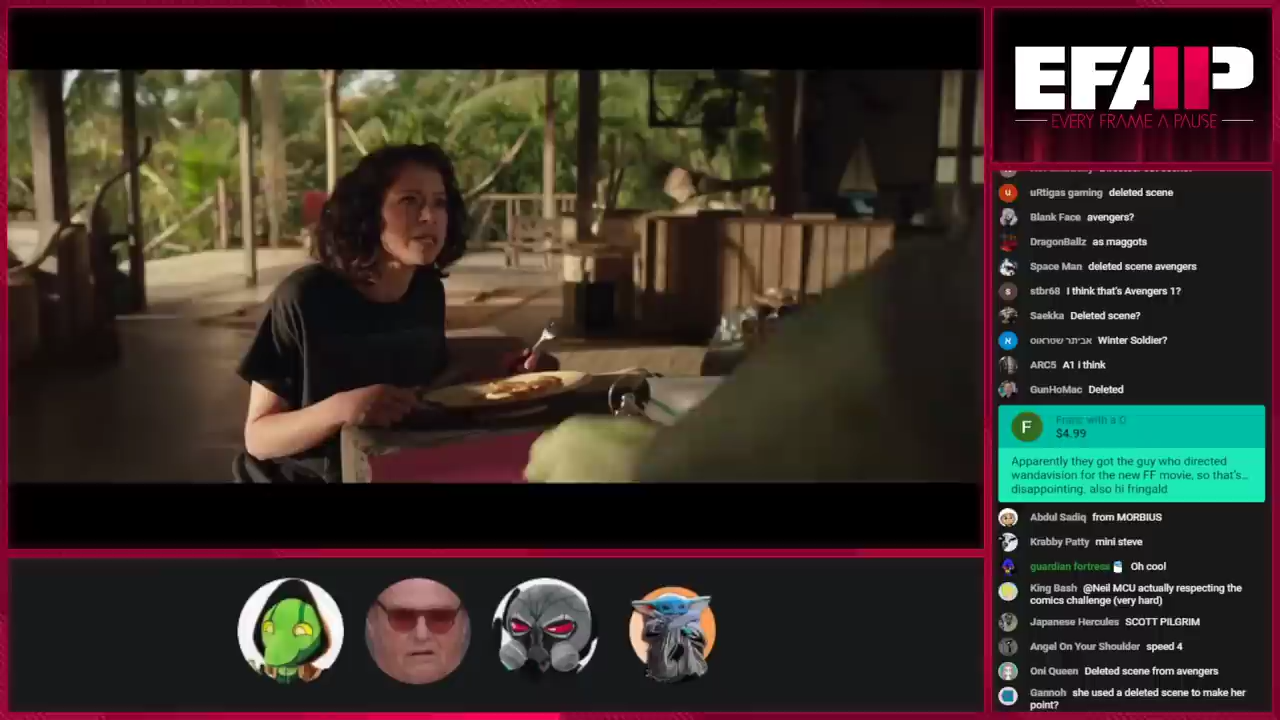 EFAP
EVERY FRAME A PAUSE
uRtigas gaming deleted scene
Blank Face avengers?
DragonBallz as maggots
Space Man deleted scene avengers
stbr68 I think that's Avengers 1?
Saekka Deleted scene?
אביתר שטראוס Winter Soldier?
ARC5 A1 i think
GunHoMac Deleted
F
Franc with a C
$4.99
Apparently they got the guy who directed
wandavision for the new FF movie, so that's...
disappointing, also hi fringald
Abdul Sadiq from MORBIUS
Krabby Patty mini steve
guardian fortress Oh cool
King Bash @Neil MCU actually respecting the
comics challenge (very hard)
Japanese Hercules SCOTT PILGRIM
Angel On Your Shoulder speed 4
Oni Queen Deleted scene from avengers
Gannoh she used a deleted scene to make her
point?